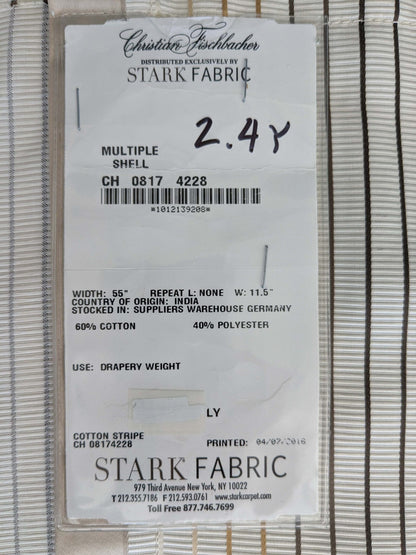 Christian Fischbacher
DISTRIBUTED EXCLUSIVELY BY
STARK FABRIC
2.4Y
MULTIPLE
SHELL
CH 0817 4228
*1012139208*
WIDTH: 55" REPEAT L: NONE W: 11.5"
COUNTRY OF ORIGIN: INDIA
STOCKED IN: SUPPLIERS WAREHOUSE GERMANY
60% COTTON 40% POLYESTER
USE: DRAPERY WEIGHT
LY
COTTON STRIPE
CH 08174228 PRINTED: 04/07/2016
STARK FABRIC
979 Third Avenue New York, NY 10022
T 212.355.7186 F 212.593.0761 www.starkcarpet.com
Toll Free 877.746.7699